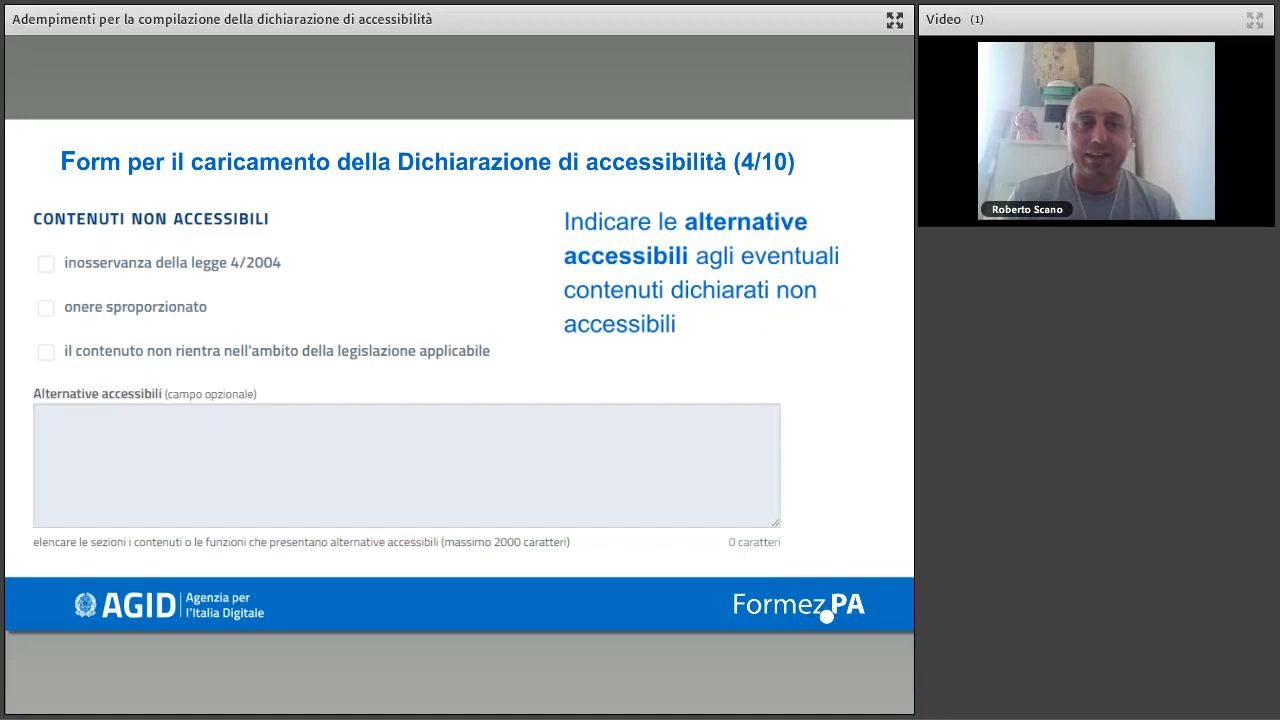 Adempimenti per la compilazione della dichiarazione di accessibilità
Video (1)
Roberto Scano
Form per il caricamento della Dichiarazione di accessibilità (4/10)
CONTENUTI NON ACCESSIBILI
inosservanza della legge 4/2004
onere sproporzionato
il contenuto non rientra nell'ambito della legislazione applicabile
Indicare le alternative
accessibili agli eventuali
contenuti dichiarati non
accessibili
Alternative accessibili (campo opzionale)
elencare le sezioni i contenuti o le funzioni che presentano alternative accessibili (massimo 2000 caratteri)
0 caratteri
AGID
Agenzia per
l'Italia Digitale
Formez PA